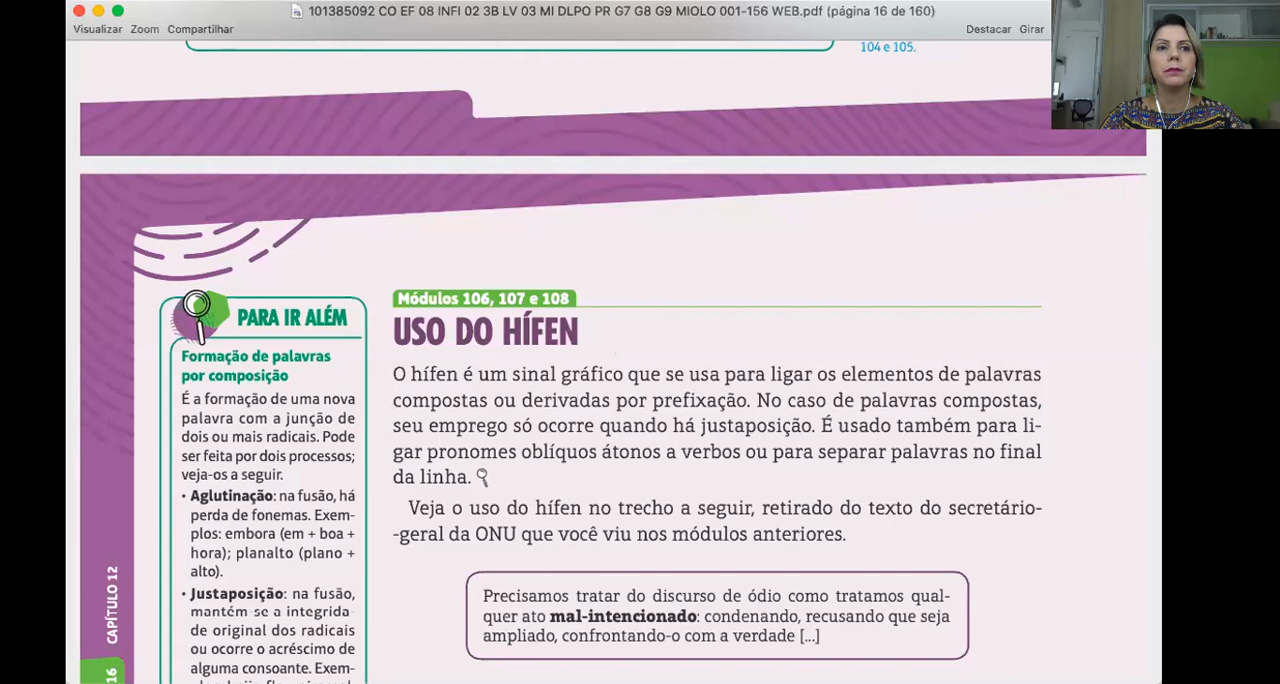 101385092 CO EF 08 INFI 02 3B LV 03 MI DLPO PR G7 G8 G9 MIOLO 001-156 WEB.pdf (página 16 de 160)
Visualizar Zoom Compartilhar
Destacar Girar
104 e 105.
PARA IR ALÉM
Formação de palavras
por composição
É a formação de uma nova
palavra com a junção de
dois ou mais radicais. Pode
ser feita por dois processos;
veja-os a seguir.
• Aglutinação: na fusão, há
perda de fonemas. Exem-
plos: embora (em + boa +
hora); planalto (plano +
alto).
• Justaposição: na fusão,
mantém-se a integrida-
de original dos radicais
ou ocorre o acréscimo de
alguma consoante. Exem-
Módulos 106, 107 e 108
USO DO HÍFEN
O hífen é um sinal gráfico que se usa para ligar os elementos de palavras
compostas ou derivadas por prefixação. No caso de palavras compostas,
seu emprego só ocorre quando há justaposição. É usado também para li-
gar pronomes oblíquos átonos a verbos ou para separar palavras no final
da linha.
Veja o uso do hífen no trecho a seguir, retirado do texto do secretário-
-geral da ONU que você viu nos módulos anteriores.
Precisamos tratar do discurso de ódio como tratamos qual-
quer ato mal-intencionado: condenando, recusando que seja
ampliado, confrontando-o com a verdade [...]
CAPÍTULO 12
16